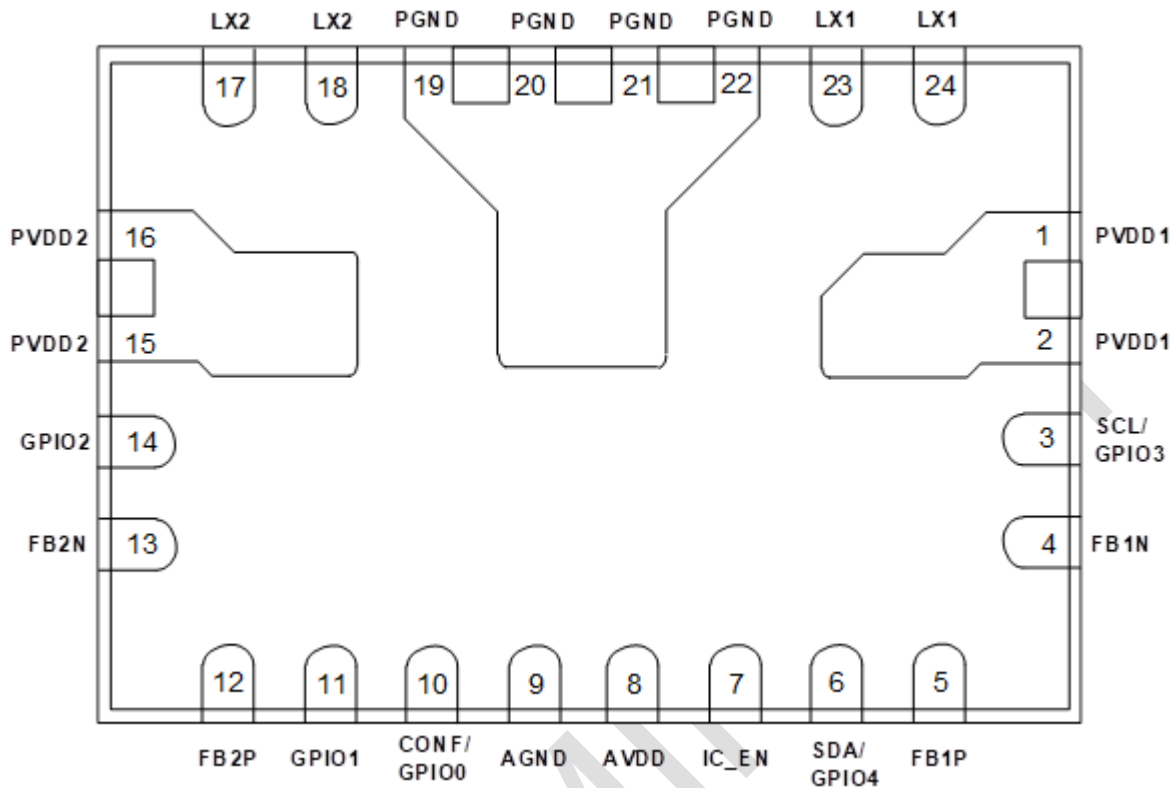 LX2 LX2 PGND PGND PGND PGND LX1 LX1
17 18 19 20 21 22 23 24
PVDD2 16 1 PVDD1
PVDD2 15 2 PVDD1
GPIO2 14 3 SCL/
GPIO3
FB2N 13 4 FB1N
12 11 10 9 8 7 6 5
FB2P GPIO1 CONF/
GPIO0 AGND AVDD IC_EN SDA/
GPIO4 FB1P